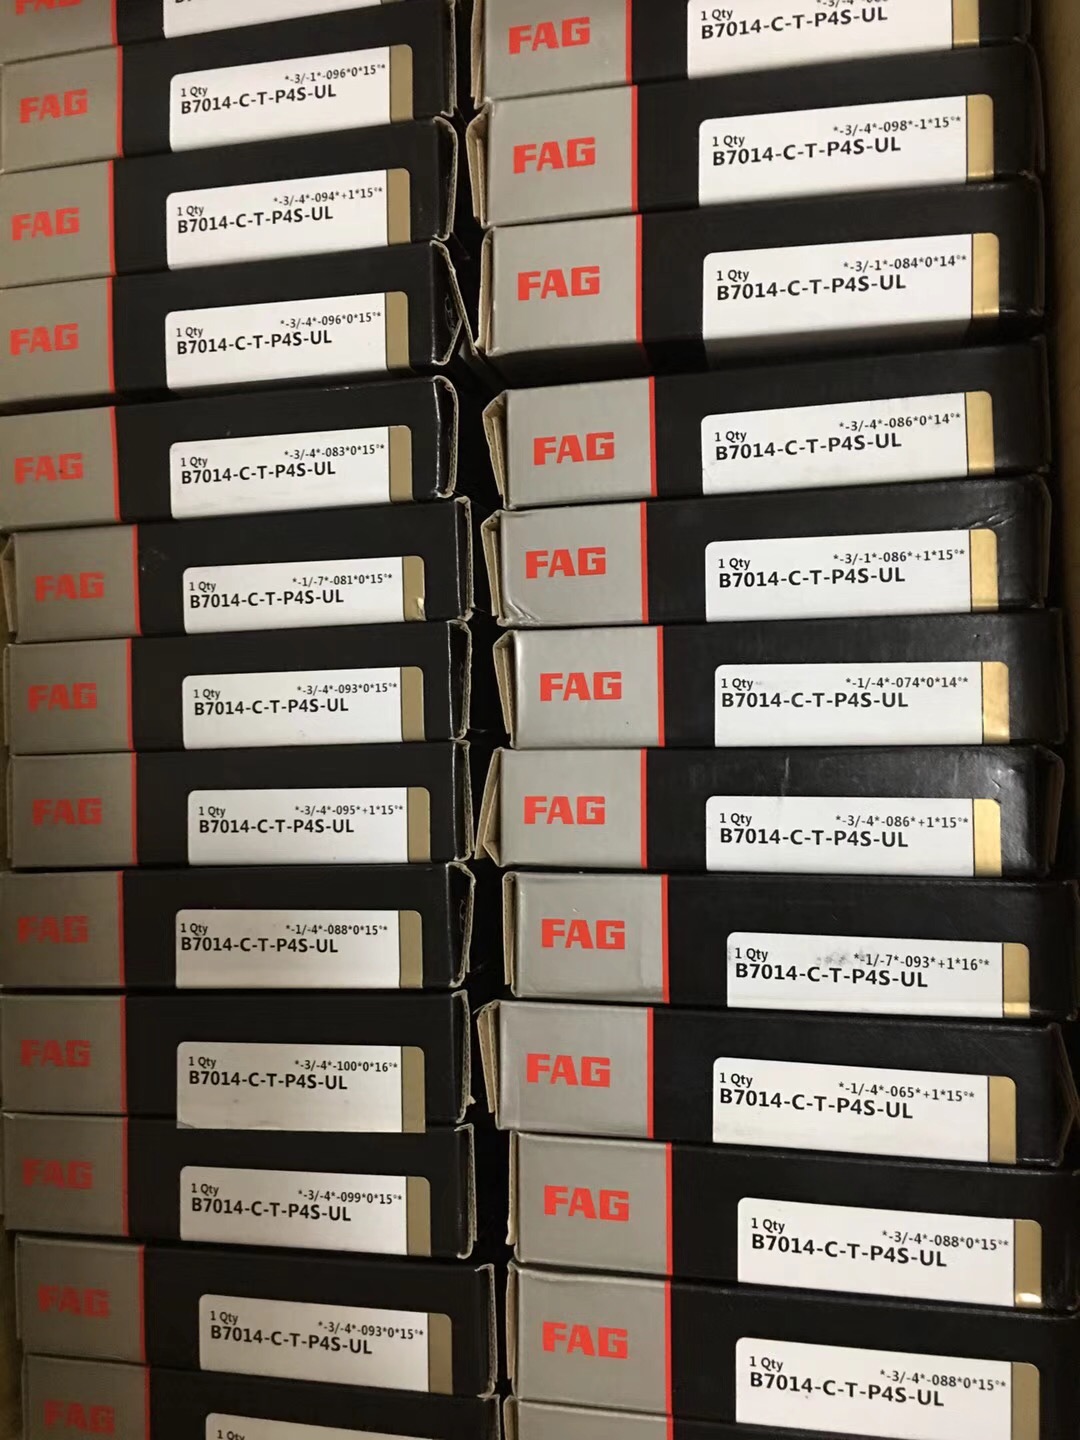 FAG
*-3/-1*-096*0*15°*
1 Qty
B7014-C-T-P4S-UL
FAG
*-3/-4*-094*+1*15°*
1 Qty
B7014-C-T-P4S-UL
FAG
*-3/-4*-096*0*15°*
1 Qty
B7014-C-T-P4S-UL
FAG
*-3/-4*-083*0*15°*
1 Qty
B7014-C-T-P4S-UL
FAG
*-1/-7*-081*0*15°*
1 Qty
B7014-C-T-P4S-UL
FAG
*-3/-4*-093*0*15°*
1 Qty
B7014-C-T-P4S-UL
FAG
*-3/-4*-095*+1*15°*
1 Qty
B7014-C-T-P4S-UL
FAG
*-1/-4*-088*0*15°*
1 Qty
B7014-C-T-P4S-UL
FAG
*-3/-4*-100*0*16°*
1 Qty
B7014-C-T-P4S-UL
FAG
*-3/-4*-099*0*15°*
1 Qty
B7014-C-T-P4S-UL
FAG
*-3/-4*-093*0*15°*
1 Qty
B7014-C-T-P4S-UL
FAG
1 Qty
FAG
1 Qty
B7014-C-T-P4S-UL
FAG
*-3/-4*-098*-1*15°*
1 Qty
B7014-C-T-P4S-UL
FAG
*-3/-1*-084*0*14°*
1 Qty
B7014-C-T-P4S-UL
FAG
*-3/-4*-086*0*14°*
1 Qty
B7014-C-T-P4S-UL
FAG
*-3/-1*-086*+1*15°*
1 Qty
B7014-C-T-P4S-UL
FAG
*-1/-4*-074*0*14°*
1 Qty
B7014-C-T-P4S-UL
FAG
*-3/-4*-086*+1*15°*
1 Qty
B7014-C-T-P4S-UL
FAG
*-1/-7*-093*+1*16°*
1 Qty
B7014-C-T-P4S-UL
FAG
*-1/-4*-065*+1*15°*
1 Qty
B7014-C-T-P4S-UL
FAG
*-3/-4*-088*0*15°*
1 Qty
B7014-C-T-P4S-UL
FAG
*-3/-4*-088*0*15°*
1 Qty
B7014-C-T-P4S-UL